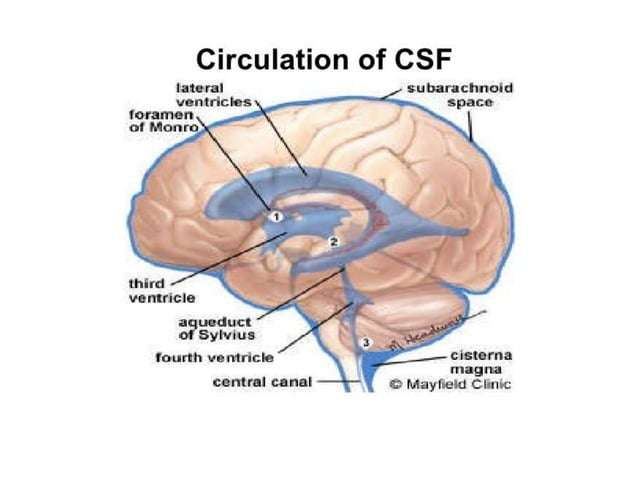 Circulation of CSF
lateral
ventricles
subarachnoid
space
foramen
of Monro
1
2
third
ventricle
aqueduct
of Sylvius
fourth ventricle
3
M Headworth
cisterna
magna
central canal
© Mayfield Clinic